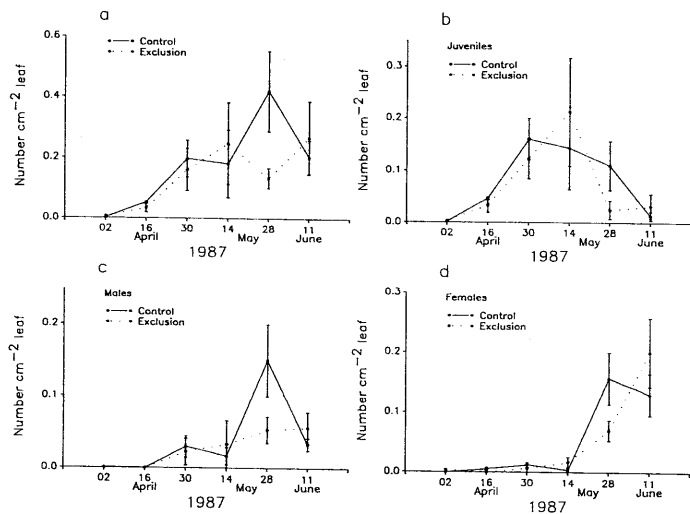 a
Control
Exclusion
Number cm⁻² leaf
0.6
0.4
0.2
0.0
02 16 30 14 28 11
April May June
1987
b
Juveniles
Control
Exclusion
Number cm⁻² leaf
0.3
0.2
0.1
0.0
02 16 30 14 28 11
April May June
1987
c
Males
Control
Exclusion
Number cm⁻² leaf
0.2
0.1
0.0
02 16 30 14 28 11
April May June
1987
d
Females
Control
Exclusion
Number cm⁻² leaf
0.3
0.2
0.1
0.0
02 16 30 14 28 11
April May June
1987